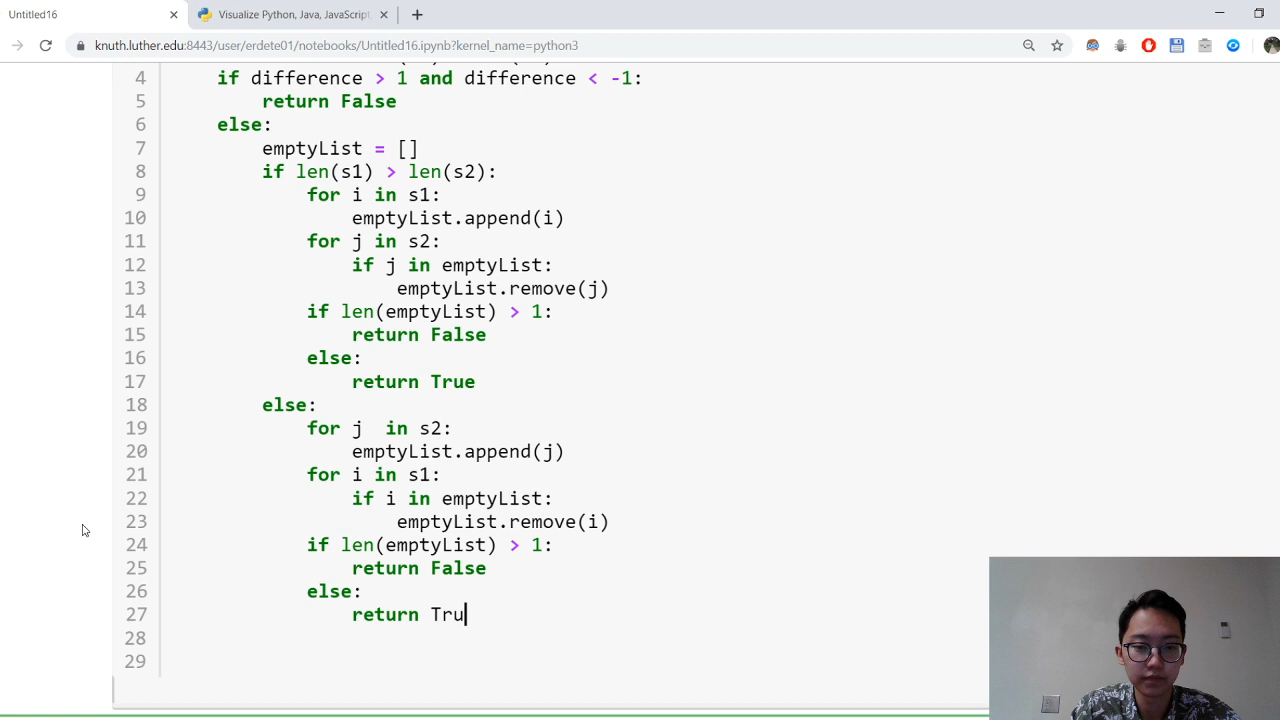 Untitled16
Visualize Python, Java, JavaScript,
knuth.luther.edu:8443/user/erdete01/notebooks/Untitled16.ipynb?kernel_name=python3
4 if difference > 1 and difference < -1:
5 return False
6 else:
7 emptyList = []
8 if len(s1) > len(s2):
9 for i in s1:
10 emptyList.append(i)
11 for j in s2:
12 if j in emptyList:
13 emptyList.remove(j)
14 if len(emptyList) > 1:
15 return False
16 else:
17 return True
18 else:
19 for j  in s2:
20 emptyList.append(j)
21 for i in s1:
22 if i in emptyList:
23 emptyList.remove(i)
24 if len(emptyList) > 1:
25 return False
26 else:
27 return Tru
28
29